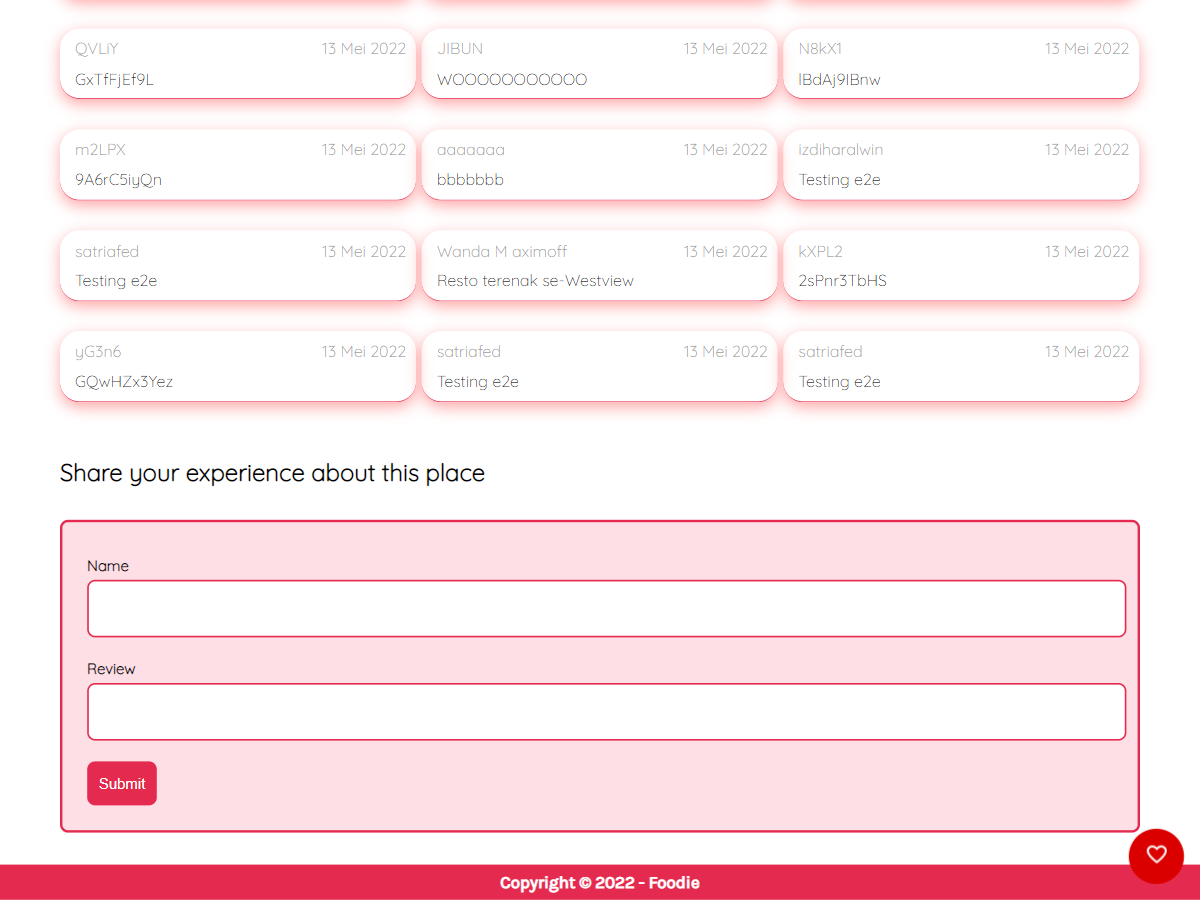 QVLiY 13 Mei 2022
GxTfFjEf9L
JIBUN 13 Mei 2022
WOOOOOOOOOOO
N8kX1 13 Mei 2022
m2LPX 13 Mei 2022
9A6rC5iyQn
aaaaaaa 13 Mei 2022
bbbbbbb
izdiharalwin 13 Mei 2022
Testing e2e
satriafed 13 Mei 2022
Testing e2e
Wanda M aximoff 13 Mei 2022
Resto terenak se-Westview
kXPL2 13 Mei 2022
2sPnr3TbHS
yG3n6 13 Mei 2022
GQwHZx3Yez
satriafed 13 Mei 2022
Testing e2e
satriafed 13 Mei 2022
Testing e2e
Share your experience about this place
Name
Review
Submit
Copyright © 2022 - Foodie